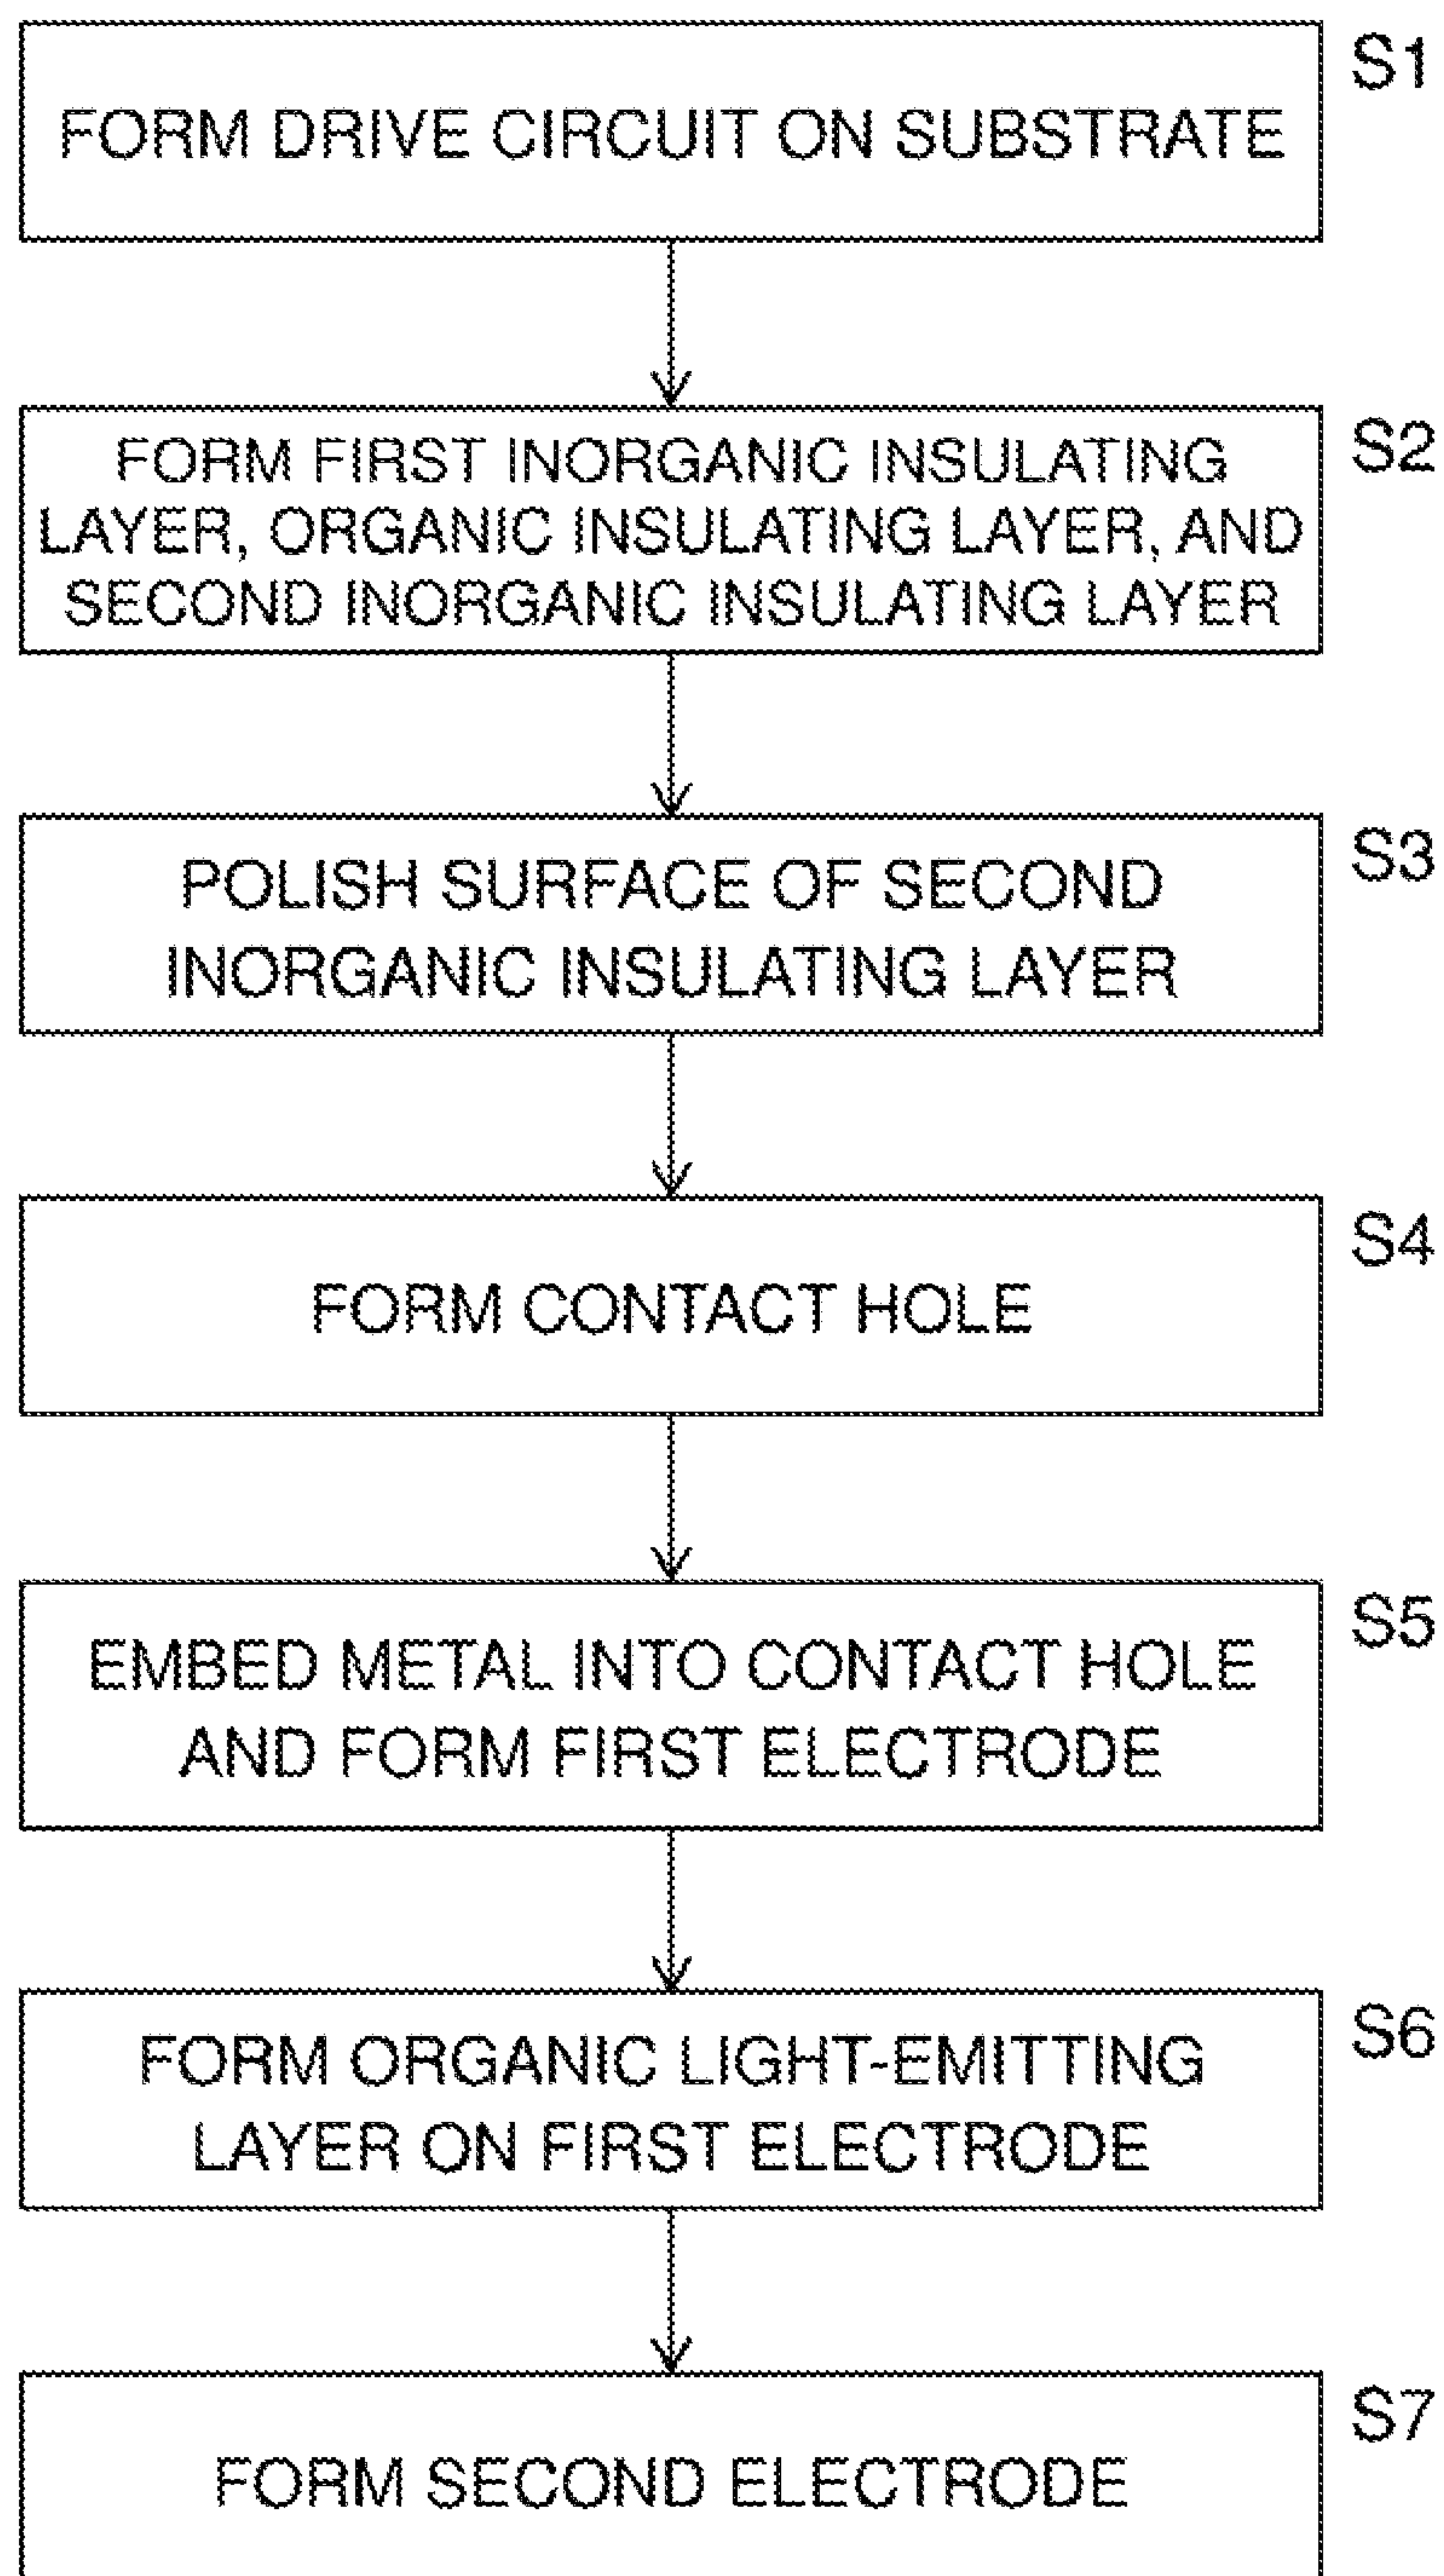 S1
FORM DRIVE CIRCUIT ON SUBSTRATE
S2
FORM FIRST INORGANIC INSULATING
LAYER, ORGANIC INSULATING LAYER, AND
SECOND INORGANIC INSULATING LAYER
S3
POLISH SURFACE OF SECOND
INORGANIC INSULATING LAYER
S4
FORM CONTACT HOLE
S5
EMBED METAL INTO CONTACT HOLE
AND FORM FIRST ELECTRODE
S6
FORM ORGANIC LIGHT-EMITTING
LAYER ON FIRST ELECTRODE
S7
FORM SECOND ELECTRODE